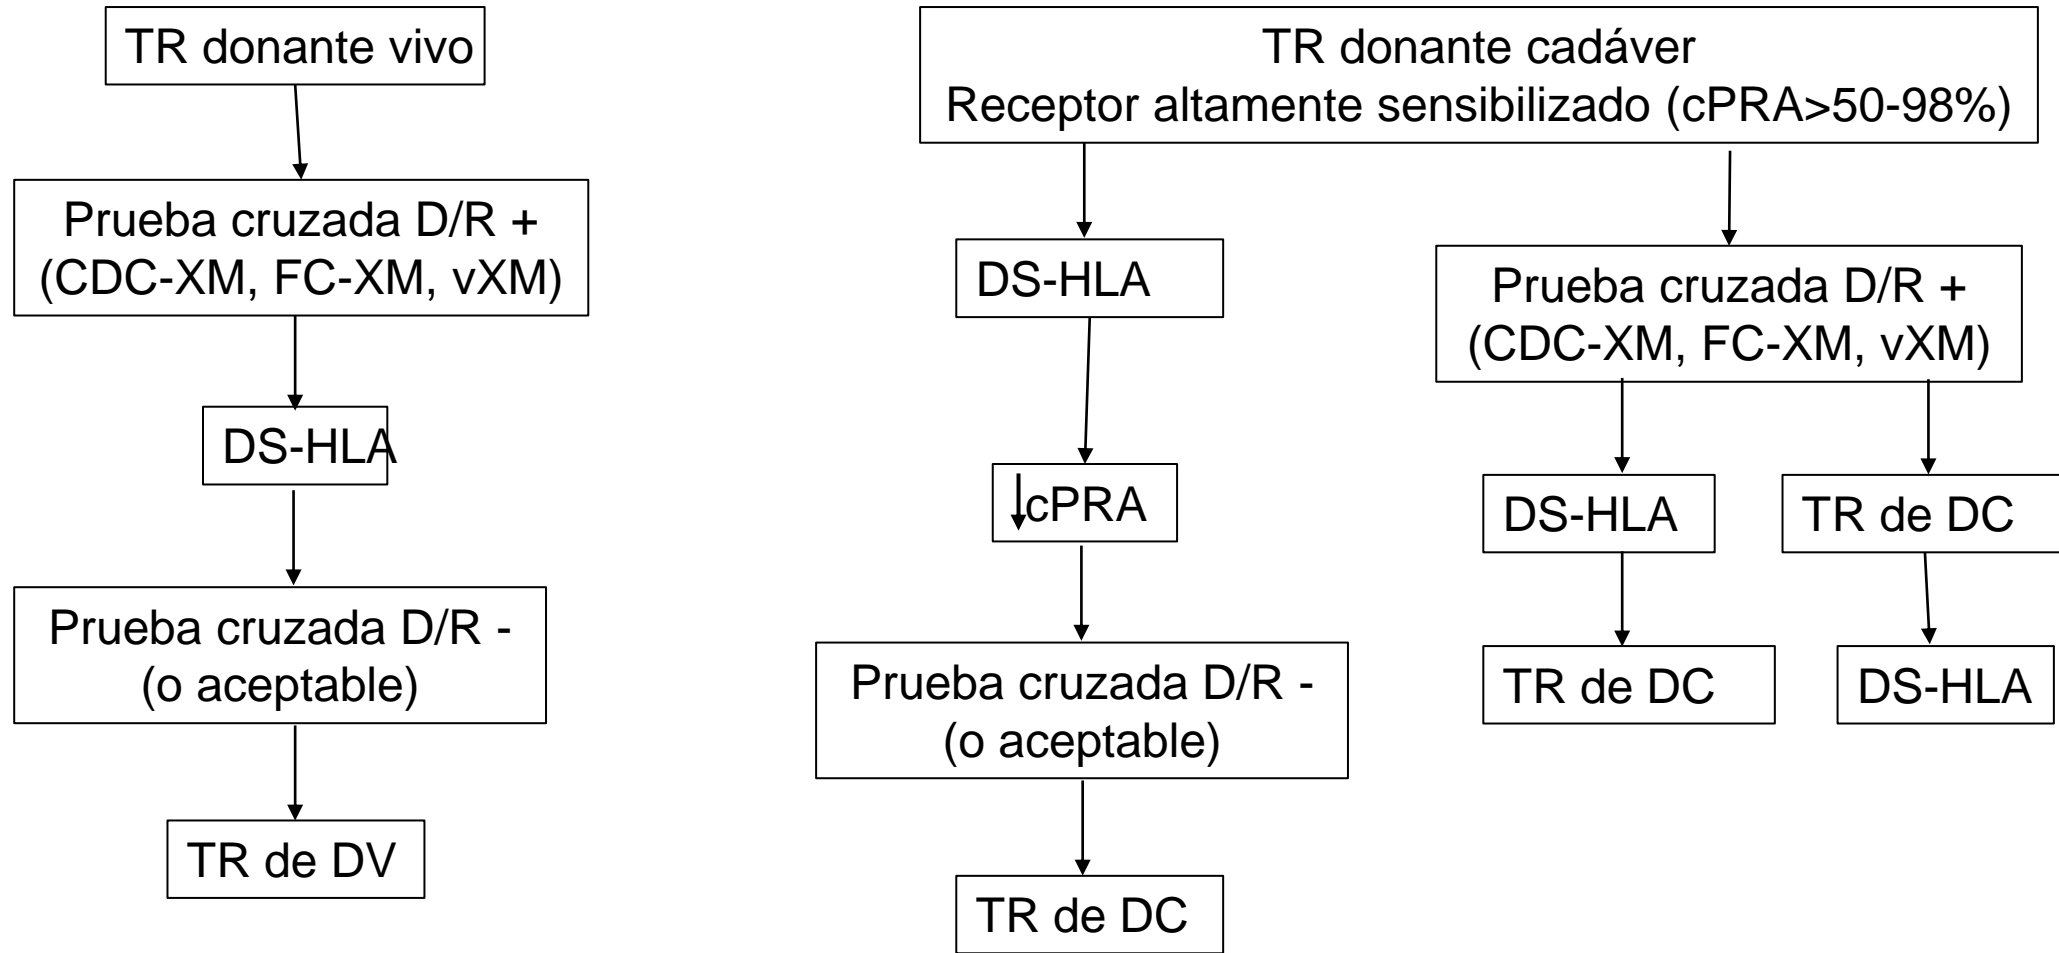 TR donante vivo
Prueba cruzada D/R +
(CDC-XM, FC-XM, vXM)
DS-HLA
Prueba cruzada D/R -
(o aceptable)
TR de DV
TR donante cadáver
Receptor altamente sensibilizado (cPRA>50-98%)
DS-HLA
↓cPRA
Prueba cruzada D/R -
(o aceptable)
TR de DC
Prueba cruzada D/R +
(CDC-XM, FC-XM, vXM)
DS-HLA
TR de DC
TR de DC
DS-HLA